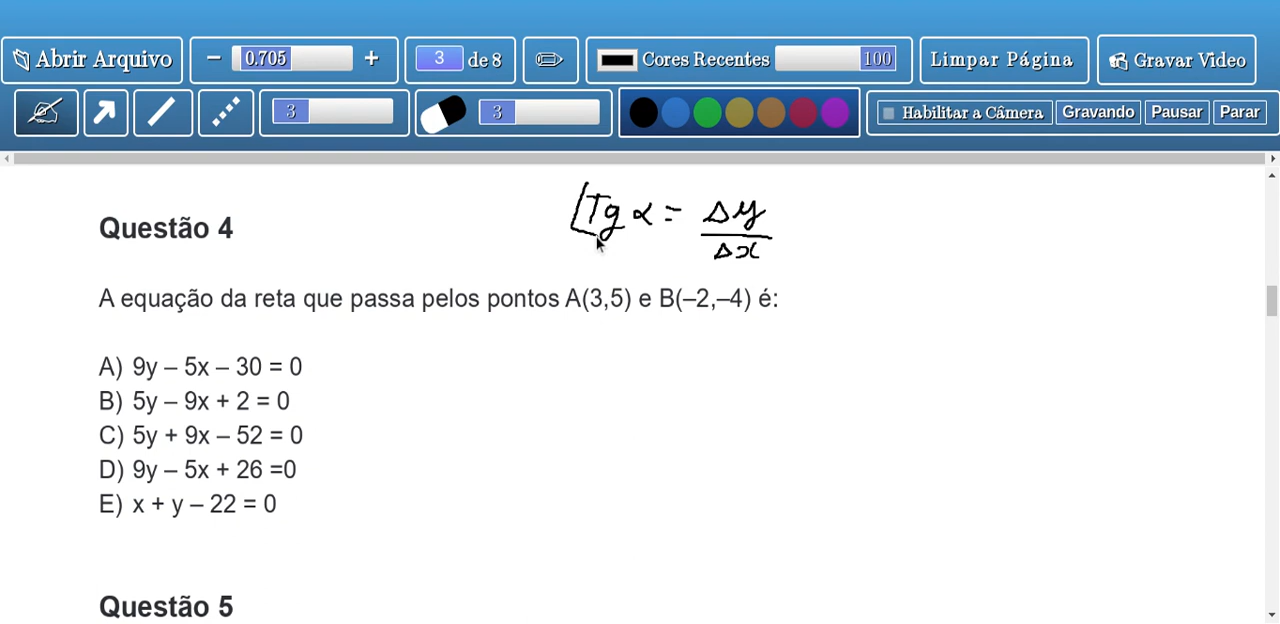 Abrir Arquivo − 0.705 + 3 de 8 Cores Recentes 100 Limpar Página Gravar Video
3 3 Habilitar a Câmera Gravando Pausar Parar
Tg α = Δy
Δx
Questão 4
A equação da reta que passa pelos pontos A(3,5) e B(–2,–4) é:
A) 9y – 5x – 30 = 0
B) 5y – 9x + 2 = 0
C) 5y + 9x – 52 = 0
D) 9y – 5x + 26 =0
E) x + y – 22 = 0
Questão 5